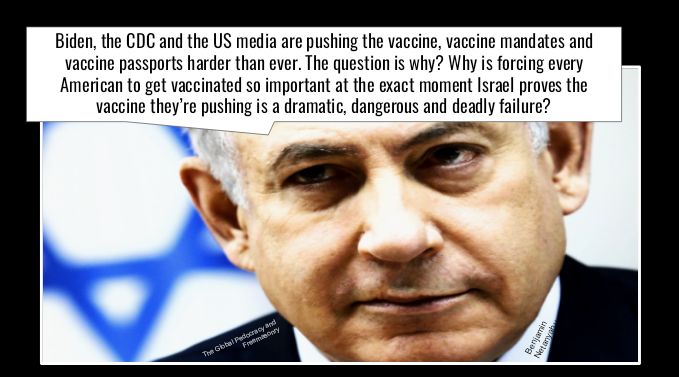 Biden, the CDC and the US media are pushing the vaccine, vaccine mandates and
vaccine passports harder than ever. The question is why? Why is forcing every
American to get vaccinated so important at the exact moment Israel proves the
vaccine they're pushing is a dramatic, dangerous and deadly failure?
The Global Pedocracy and
Freemasonry
Benjamin
Netanyahu